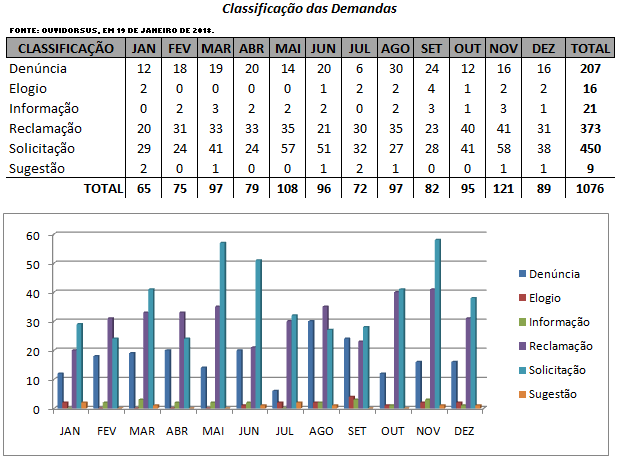 Classificação das Demandas
FONTE: OUVIDORSUS, EM 19 DE JANEIRO DE 2018.
CLASSIFICAÇÃO JAN FEV MAR ABR MAI JUN JUL AGO SET OUT NOV DEZ TOTAL
Denúncia 12 18 19 20 14 20 6 30 24 12 16 16 207
Elogio 2 0 0 0 0 1 2 2 4 1 2 2 16
Informação 0 2 3 2 2 2 0 2 3 1 3 1 21
Reclamação 20 31 33 33 35 21 30 35 23 40 41 31 373
Solicitação 29 24 41 24 57 51 32 27 28 41 58 38 450
Sugestão 2 0 1 0 0 1 2 1 0 0 1 1 9
TOTAL 65 75 97 79 108 96 72 97 82 95 121 89 1076
60
50
40
30
20
10
0
JAN FEV MAR ABR MAI JUN JUL AGO SET OUT NOV DEZ
Denúncia
Elogio
Informação
Reclamação
Solicitação
Sugestão